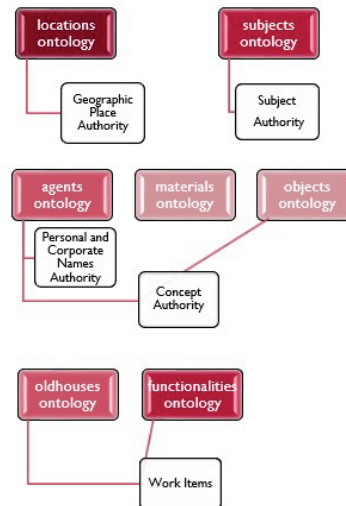 locations
ontology
subjects
ontology
Geographic
Place
Authority
Subject
Authority
agents
ontology
materials
ontology
objects
ontology
Personal and
Corporate
Names
Authority
Concept
Authority
oldhouses
ontology
functionalities
ontology
Work Items